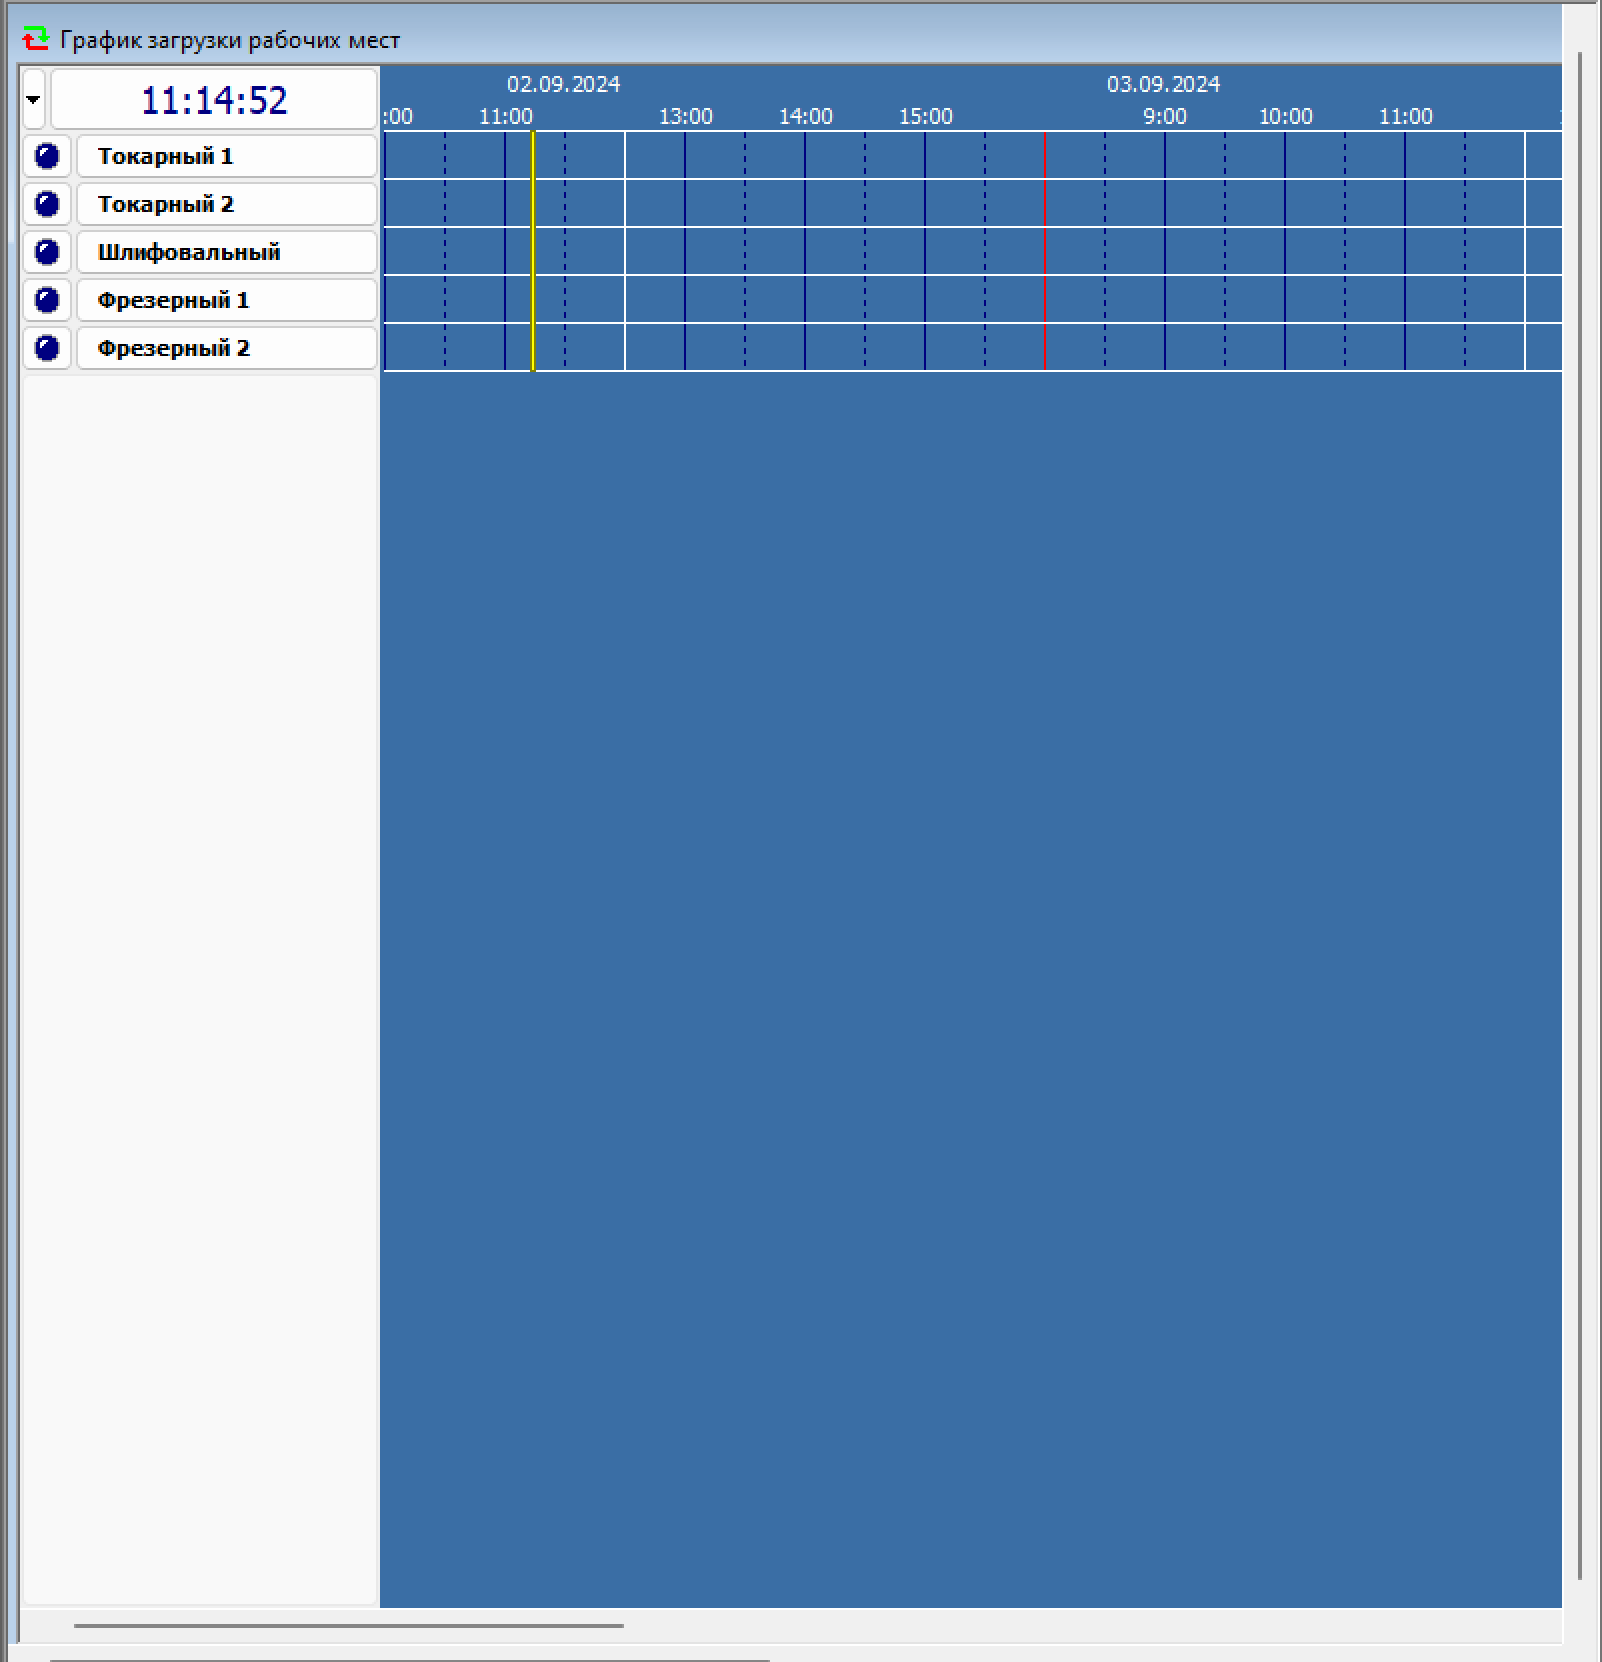 График загрузки рабочих мест
11:14:52
02.09.2024 03.09.2024
:00 11:00 13:00 14:00 15:00 9:00 10:00 11:00
Токарный 1
Токарный 2
Шлифовальный
Фрезерный 1
Фрезерный 2